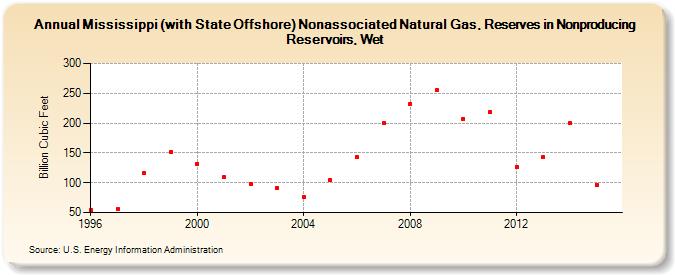 Annual Mississippi (with State Offshore) Nonassociated Natural Gas, Reserves in Nonproducing
Reservoirs, Wet
Billion Cubic Feet
300
250
200
150
100
50
1996
2000
2004
2008
2012
Source: U.S. Energy Information Administration